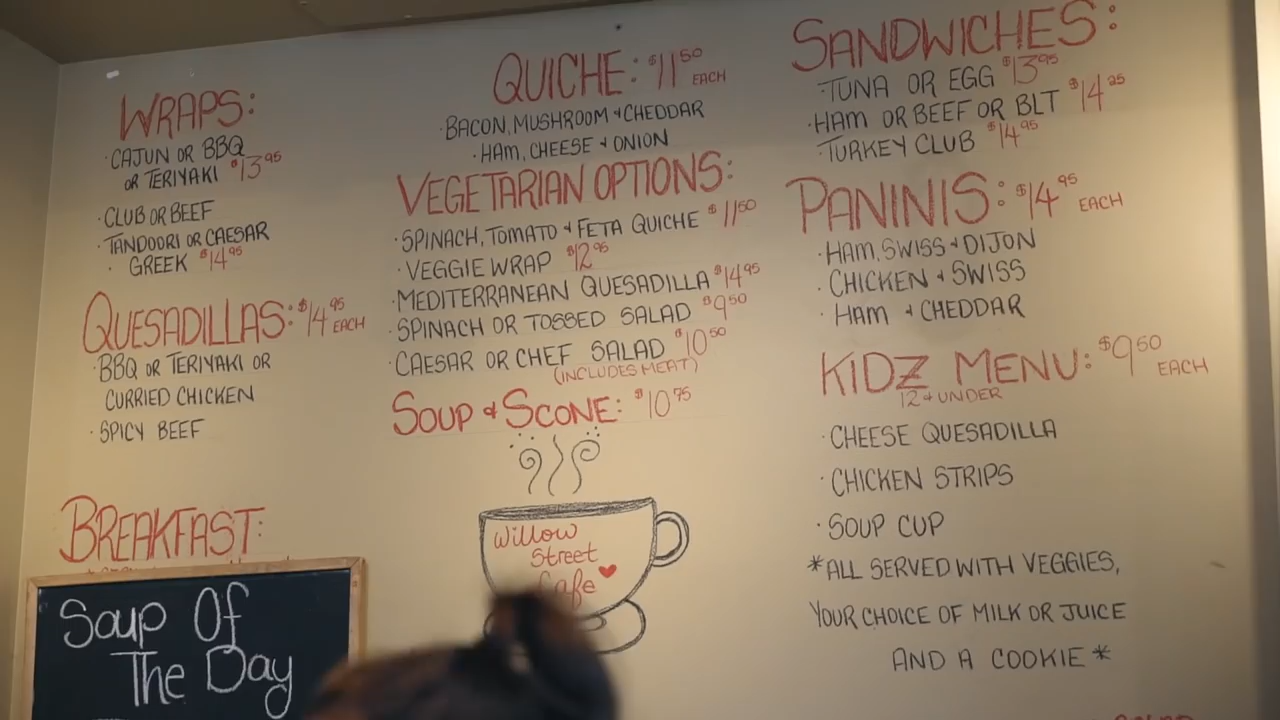 WRAPS:
· CAJUN OR BBQ
OR TERIYAKI $13.95
· CLUB OR BEEF
· TANDOORI OR CAESAR
· GREEK $14.95
QUESADILLAS: $14.95 EACH
· BBQ OR TERIYAKI OR
CURRIED CHICKEN
· SPICY BEEF
BREAKFAST:
Soup Of
The Day
QUICHE: $11.50 EACH
· BACON, MUSHROOM & CHEDDAR
· HAM, CHEESE & ONION
VEGETARIAN OPTIONS:
· SPINACH, TOMATO & FETA QUICHE $11.50
· VEGGIE WRAP $12.95
· MEDITERRANEAN QUESADILLA $14.95
· SPINACH OR TOSSED SALAD $9.50
· CAESAR OR CHEF SALAD $10.50
(INCLUDES MEAT)
SOUP & SCONE: $10.75
Willow
Street
Cafe
SANDWICHES:
· TUNA OR EGG $13.95
· HAM OR BEEF OR BLT $14.25
· TURKEY CLUB $14.95
PANINIS: $14.95 EACH
· HAM, SWISS & DIJON
· CHICKEN & SWISS
· HAM & CHEDDAR
KIDZ MENU: $9.50 EACH
12 & UNDER
· CHEESE QUESADILLA
· CHICKEN STRIPS
· SOUP CUP
*ALL SERVED WITH VEGGIES,
YOUR CHOICE OF MILK OR JUICE
AND A COOKIE*